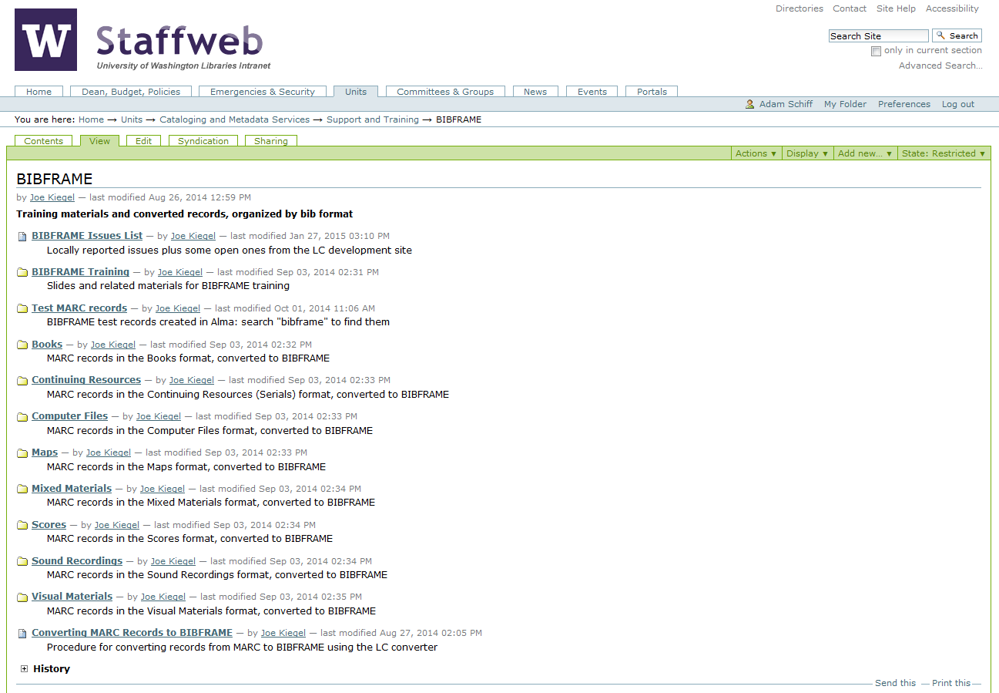 Directories Contact Site Help Accessibility
W Staffweb
University of Washington Libraries Intranet
Search Site Search
only in current section
Advanced Search...
Home Dean, Budget, Policies Emergencies & Security Units Committees & Groups News Events Portals
Adam Schiff My Folder Preferences Log out
You are here: Home → Units → Cataloging and Metadata Services → Support and Training → BIBFRAME
Contents View Edit Syndication Sharing
Actions ▼ Display ▼ Add new... ▼ State: Restricted ▼
BIBFRAME
by Joe Kiegel — last modified Aug 26, 2014 12:59 PM
Training materials and converted records, organized by bib format
BIBFRAME Issues List — by Joe Kiegel — last modified Jan 27, 2015 03:10 PM
Locally reported issues plus some open ones from the LC development site
BIBFRAME Training — by Joe Kiegel — last modified Sep 03, 2014 02:31 PM
Slides and related materials for BIBFRAME training
Test MARC records — by Joe Kiegel — last modified Oct 01, 2014 11:06 AM
BIBFRAME test records created in Alma: search "bibframe" to find them
Books — by Joe Kiegel — last modified Sep 03, 2014 02:32 PM
MARC records in the Books format, converted to BIBFRAME
Continuing Resources — by Joe Kiegel — last modified Sep 03, 2014 02:33 PM
MARC records in the Continuing Resources (Serials) format, converted to BIBFRAME
Computer Files — by Joe Kiegel — last modified Sep 03, 2014 02:33 PM
MARC records in the Computer Files format, converted to BIBFRAME
Maps — by Joe Kiegel — last modified Sep 03, 2014 02:33 PM
MARC records in the Maps format, converted to BIBFRAME
Mixed Materials — by Joe Kiegel — last modified Sep 03, 2014 02:34 PM
MARC records in the Mixed Materials format, converted to BIBFRAME
Scores — by Joe Kiegel — last modified Sep 03, 2014 02:34 PM
MARC records in the Scores format, converted to BIBFRAME
Sound Recordings — by Joe Kiegel — last modified Sep 03, 2014 02:34 PM
MARC records in the Sound Recordings format, converted to BIBFRAME
Visual Materials — by Joe Kiegel — last modified Sep 03, 2014 02:35 PM
MARC records in the Visual Materials format, converted to BIBFRAME
Converting MARC Records to BIBFRAME — by Joe Kiegel — last modified Aug 27, 2014 02:05 PM
Procedure for converting records from MARC to BIBFRAME using the LC converter
History
Send this — Print this —